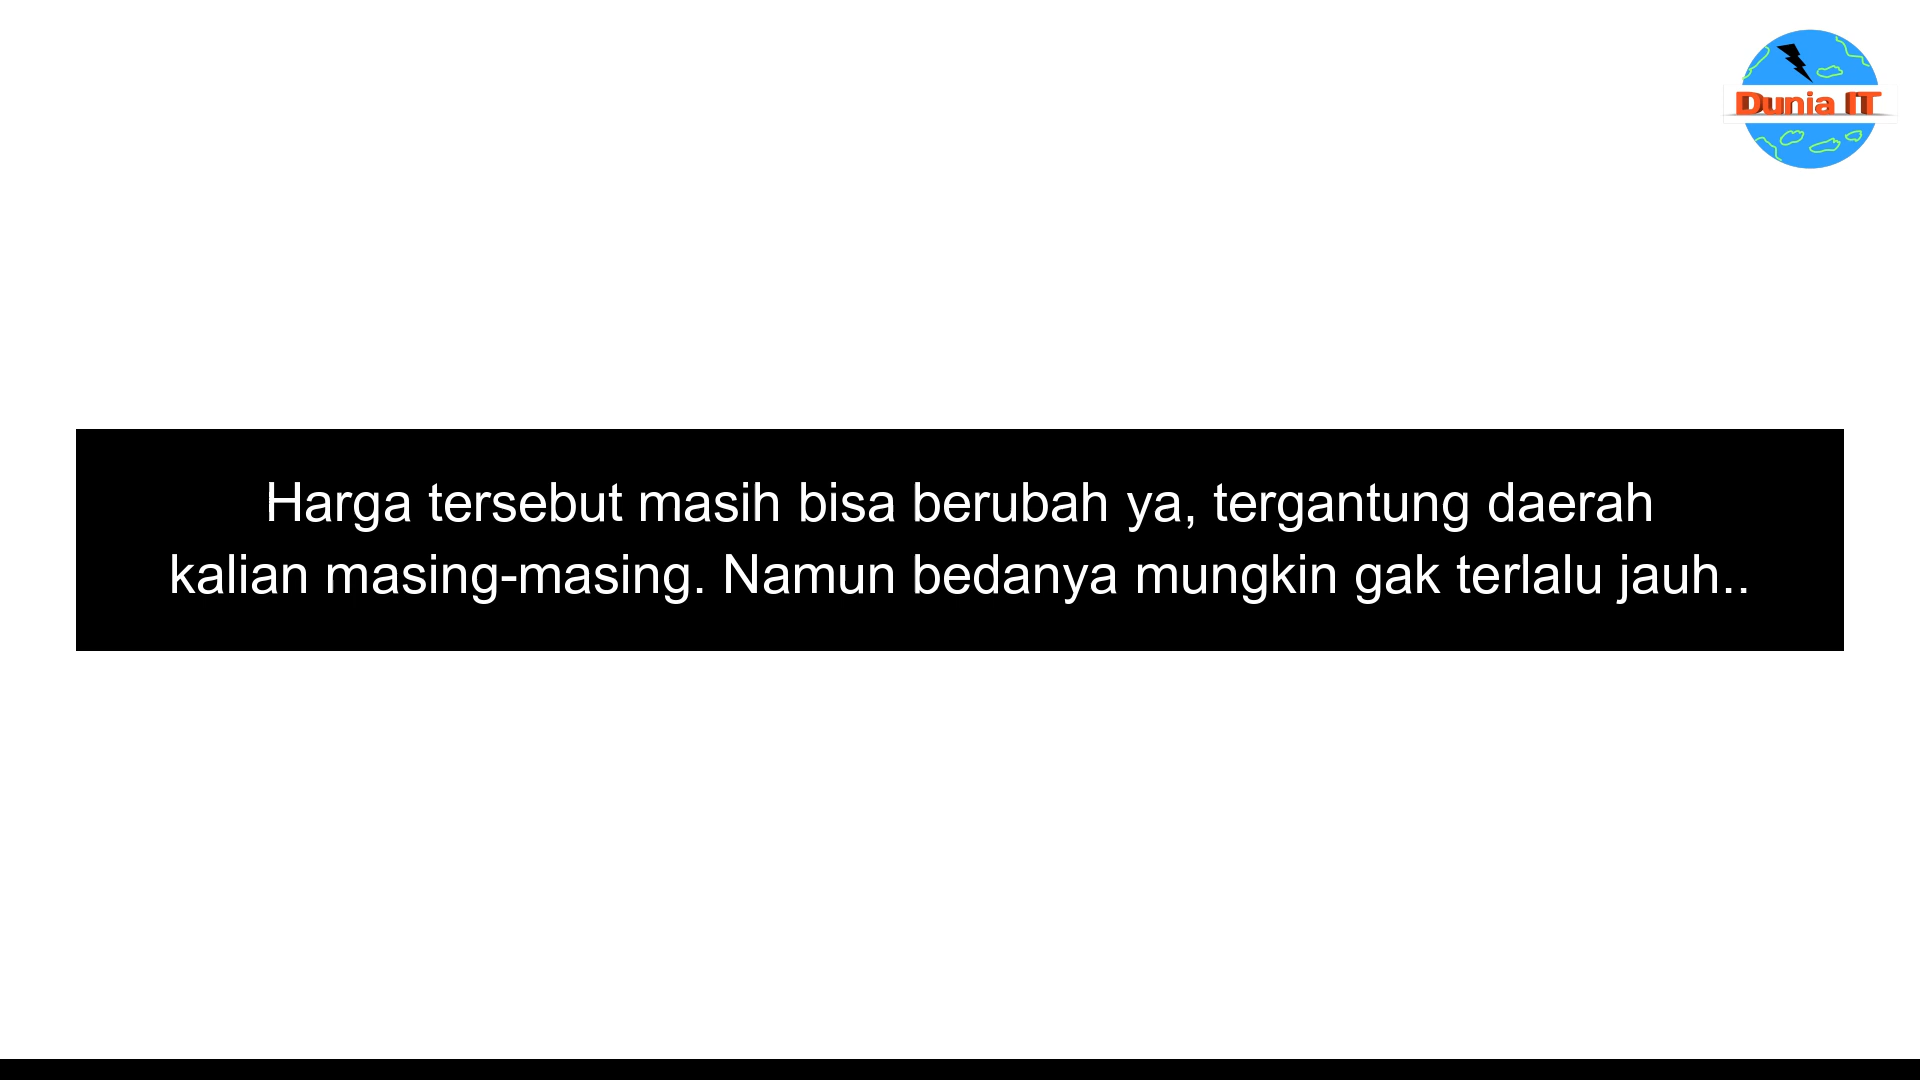 Dunia IT
Harga tersebut masih bisa berubah ya, tergantung daerah
kalian masing-masing. Namun bedanya mungkin gak terlalu jauh..